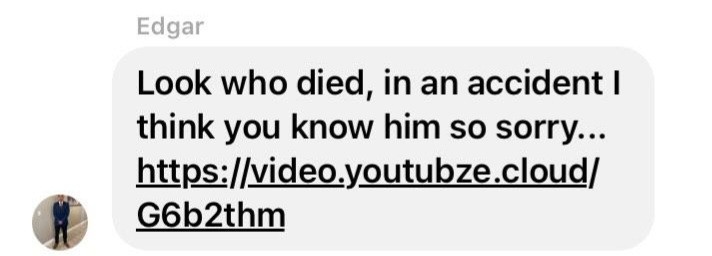 Edgar
Look who died, in an accident I
think you know him so sorry...
https://video.youtubze.cloud/
G6b2thm